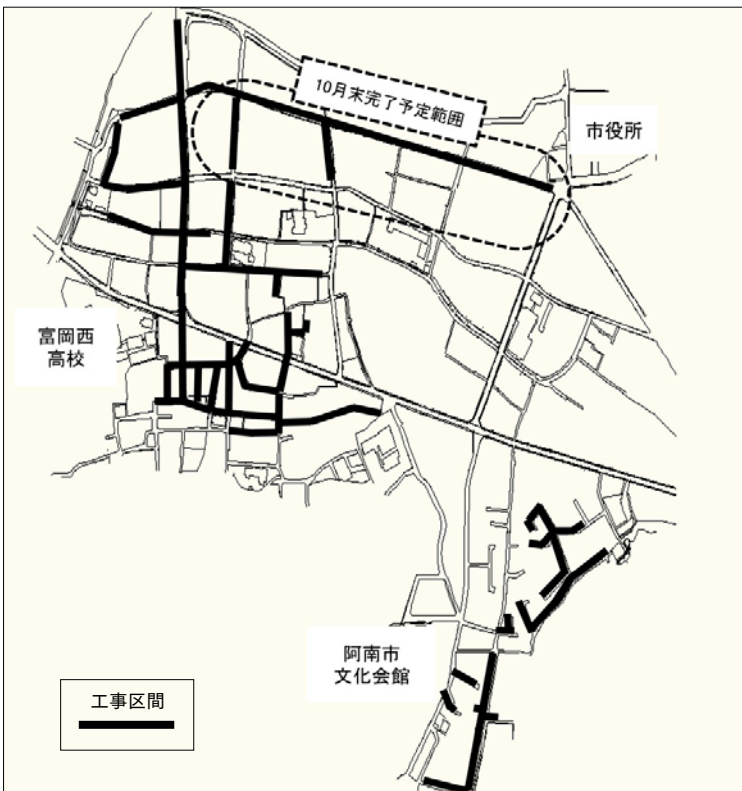 10月末完了予定範囲
市役所
富岡西
高校
阿南市
文化会館
工事区間